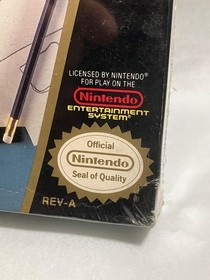 LICENSED BY NINTENDO®
FOR PLAY ON THE
Nintendo®
ENTERTAINMENT
SYSTEM®
Official
Nintendo®
Seal of Quality
REV-A